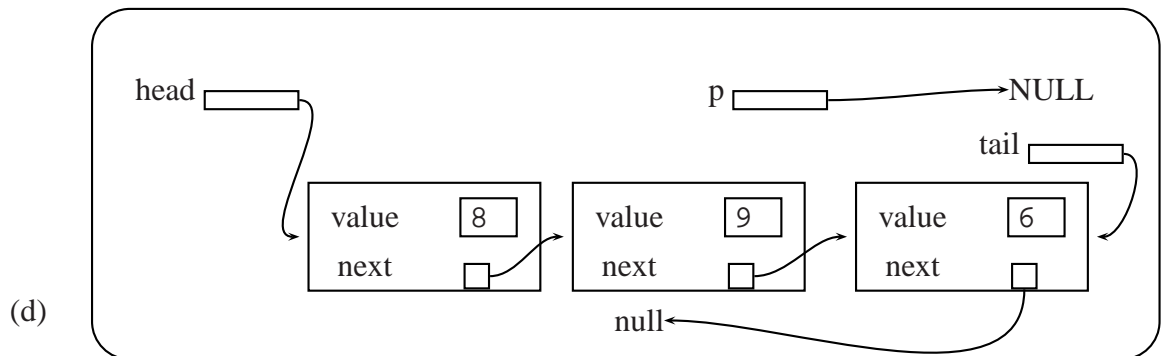 head p NULL
tail
value 8 value 9 value 6
next next next
(d) null